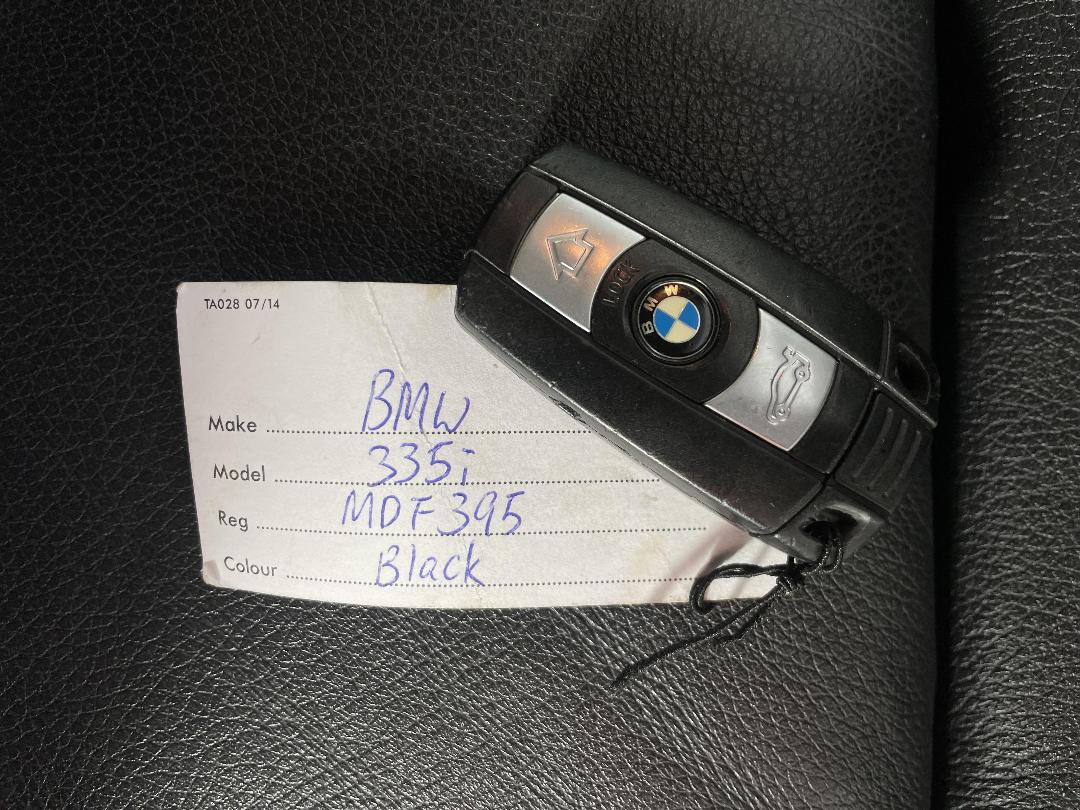 TA028 07/14
Make BMW
Model 335i
Reg MDF395
Colour Black
LOCK
BMW